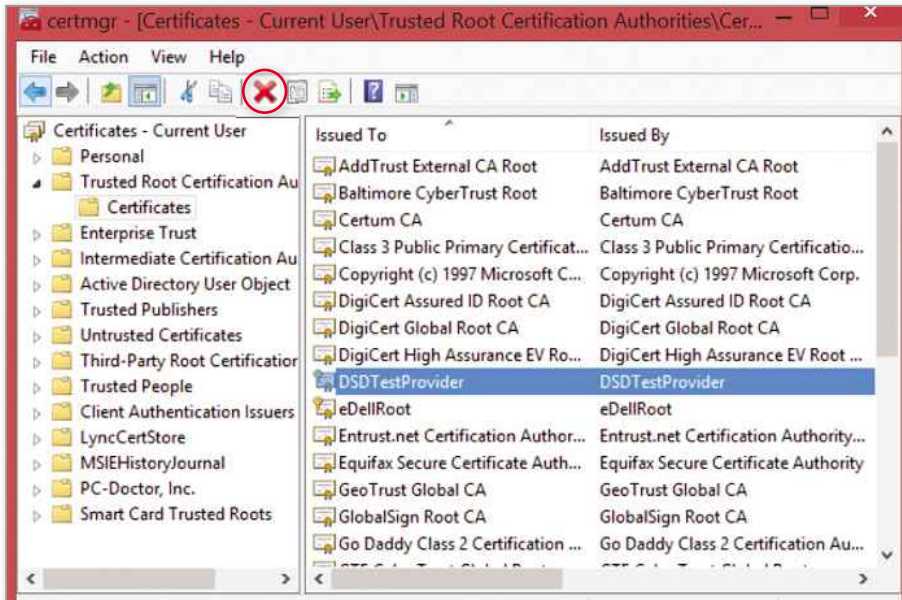 certmgr - [Certificates - Current User\Trusted Root Certification Authorities\Cer...
File Action View Help
Certificates - Current User
Personal
Trusted Root Certification Au
Certificates
Enterprise Trust
Intermediate Certification Au
Active Directory User Object
Trusted Publishers
Untrusted Certificates
Third-Party Root Certification
Trusted People
Client Authentication Issuers
LyncCertStore
MSIEHistoryJournal
PC-Doctor, Inc.
Smart Card Trusted Roots
Issued To Issued By
AddTrust External CA Root AddTrust External CA Root
Baltimore CyberTrust Root Baltimore CyberTrust Root
Certum CA Certum CA
Class 3 Public Primary Certificat... Class 3 Public Primary Certificatio...
Copyright (c) 1997 Microsoft C... Copyright (c) 1997 Microsoft Corp.
DigiCert Assured ID Root CA DigiCert Assured ID Root CA
DigiCert Global Root CA DigiCert Global Root CA
DigiCert High Assurance EV Ro... DigiCert High Assurance EV Root ...
DSDTestProvider DSDTestProvider
eDellRoot eDellRoot
Entrust.net Certification Author... Entrust.net Certification Authority...
Equifax Secure Certificate Auth... Equifax Secure Certificate Authority
GeoTrust Global CA GeoTrust Global CA
GlobalSign Root CA GlobalSign Root CA
Go Daddy Class 2 Certification ... Go Daddy Class 2 Certification Au...